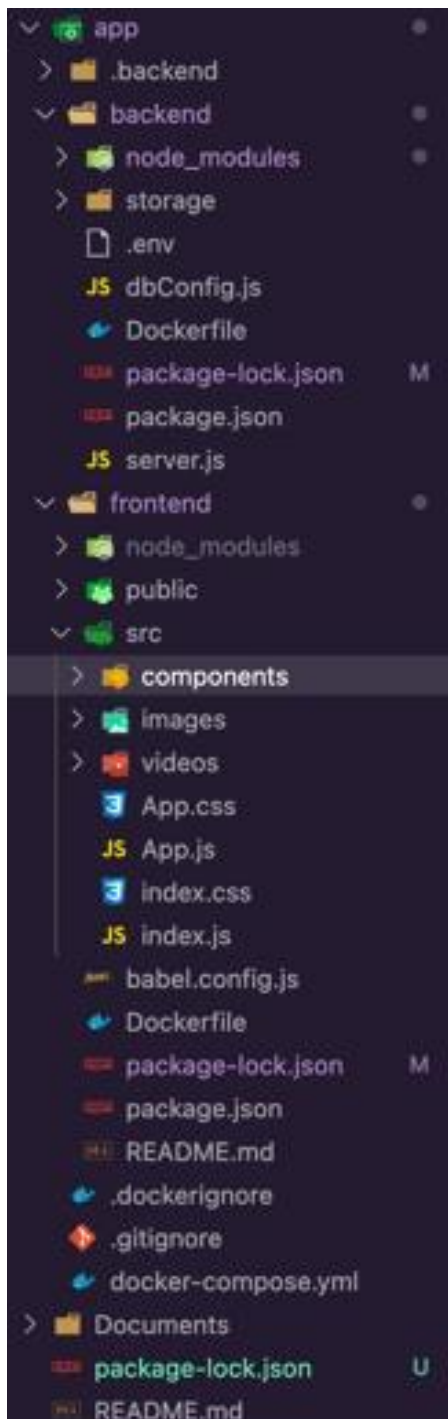 app
.backend
backend
node_modules
storage
.env
JS dbConfig.js
Dockerfile
package-lock.json M
package.json
JS server.js
frontend
node_modules
public
src
components
images
videos
App.css
JS App.js
index.css
JS index.js
babel.config.js
Dockerfile
package-lock.json M
package.json
README.md
.dockerignore
.gitignore
docker-compose.yml
Documents
package-lock.json U
README.md